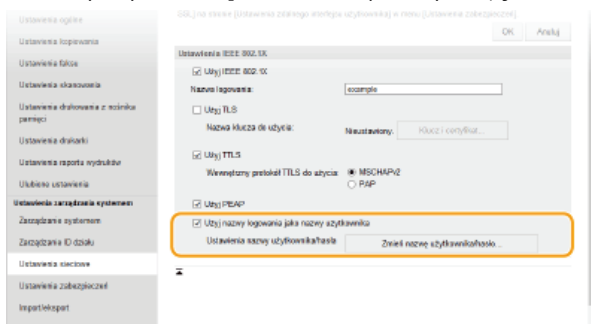 Ustawienia ogólne
Ustawienia kopiowania
Ustawienia faksu
Ustawienia skanowania
Ustawienia drukowania z nośnika
pamięci
Ustawienia drukarki
Ustawienia raportu wydruków
Ulubione ustawienia
Ustawienia zarządzania systemem
Zarządzanie systemem
Zarządzanie ID działu
Ustawienia sieciowe
Ustawienia zabezpieczeń
Import/eksport
SSL] na stronie [Ustawienia zdalnego interfejsu użytkownika] w menu [Ustawienia zabezpieczeń].
OK Anuluj
Ustawienia IEEE 802.1X
Użyj IEEE 802.1X
Nazwa logowania: example
Użyj TLS
Nazwa klucza do użycia: Nieustawiony. Klucz i certyfikat...
Użyj TTLS
Wewnętrzny protokół TTLS do użycia MSCHAPv2
PAP
Użyj PEAP
Użyj nazwy logowania jako nazwy użytkownika
Ustawienia nazwy użytkownika/hasła Zmień nazwę użytkownika/hasło...